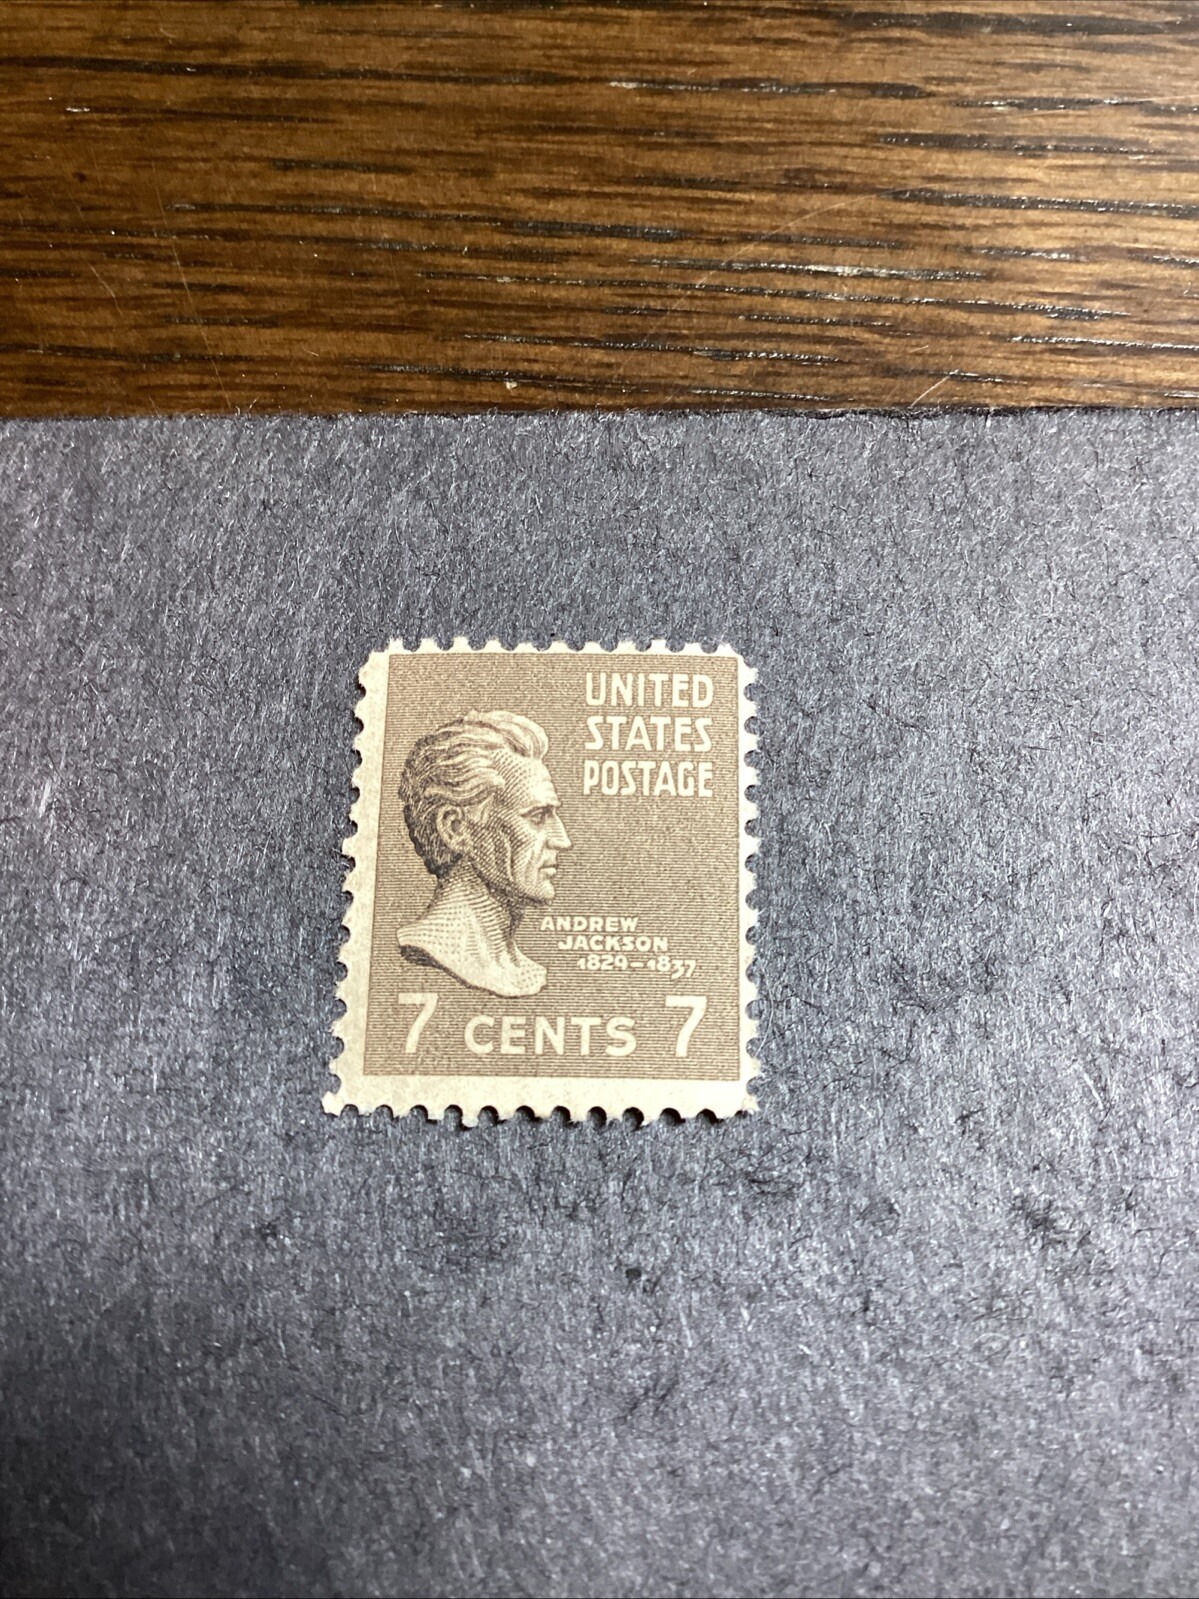 UNITED
STATES
POSTAGE
ANDREW
JACKSON
1829-1837
7 CENTS 7